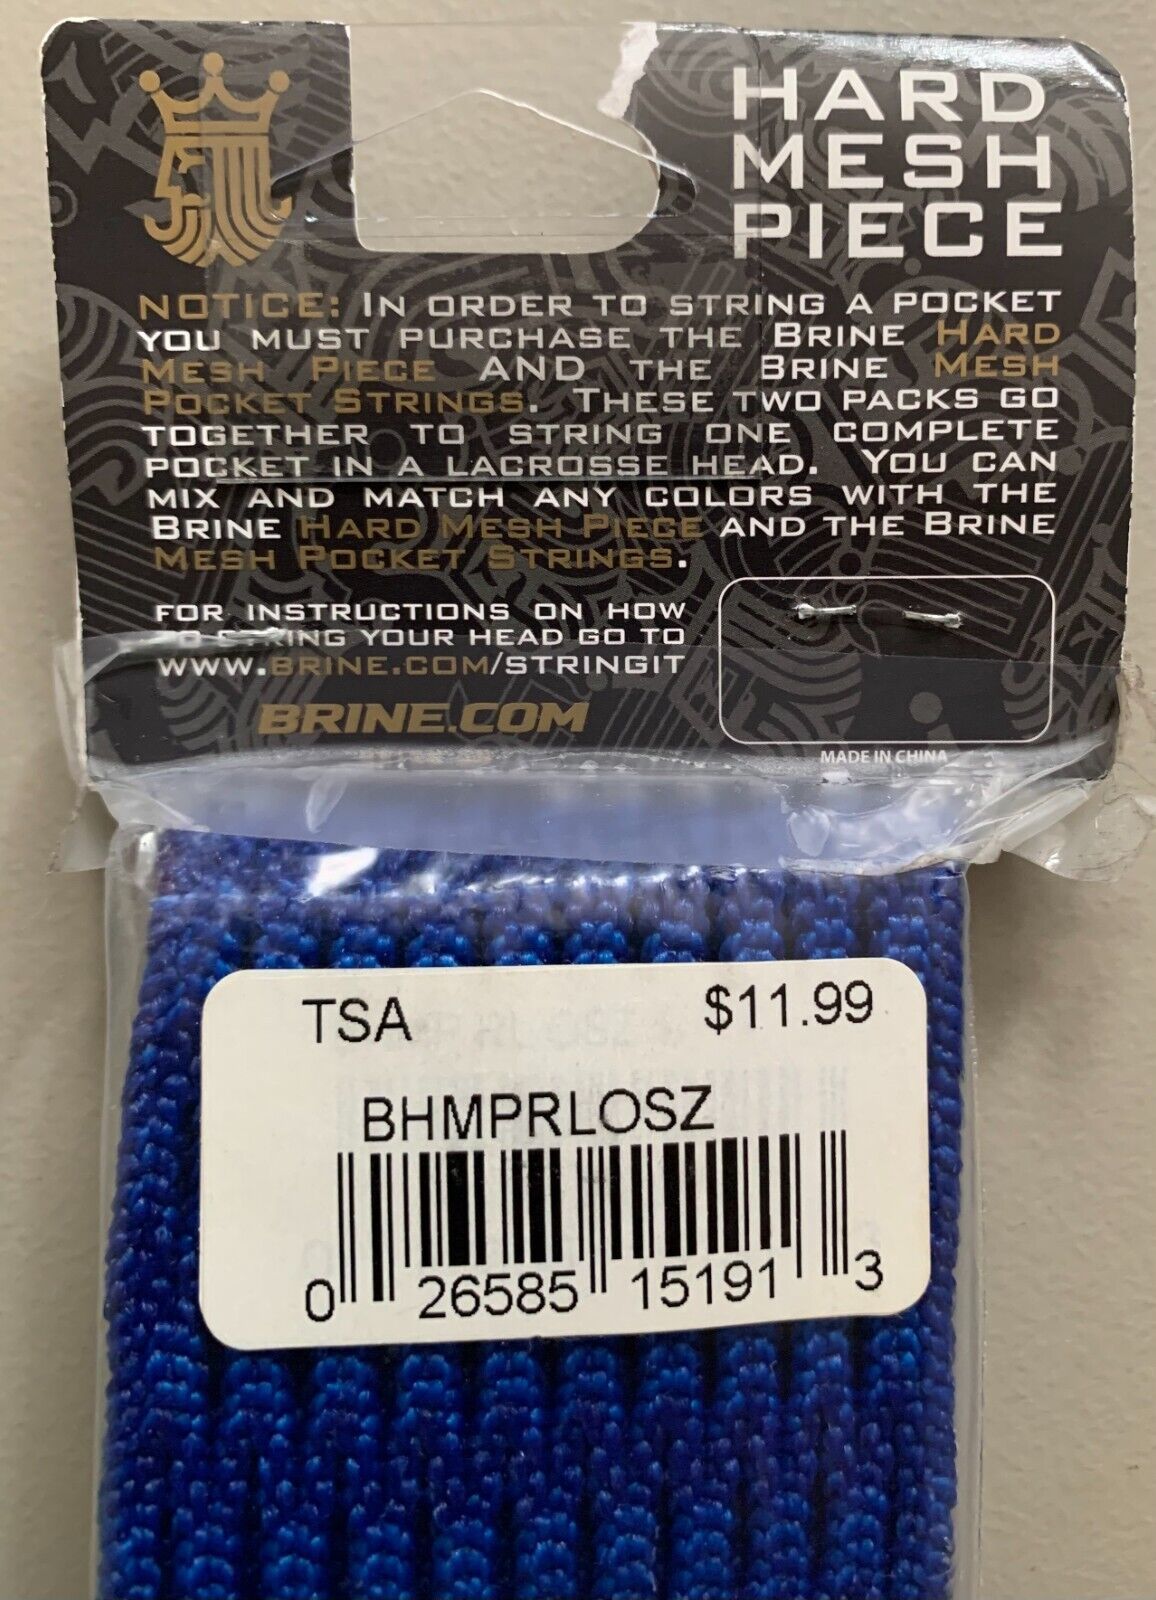 HARD
MESH
PIECE
NOTICE: IN ORDER TO STRING A POCKET
YOU MUST PURCHASE THE BRINE HARD
MESH PIECE AND THE BRINE MESH
POCKET STRINGS. THESE TWO PACKS GO
TOGETHER TO STRING ONE COMPLETE
POCKET IN A LACROSSE HEAD. YOU CAN
MIX AND MATCH ANY COLORS WITH THE
BRINE HARD MESH PIECE AND THE BRINE
MESH POCKET STRINGS.
FOR INSTRUCTIONS ON HOW
TO STRING YOUR HEAD GO TO
WWW.BRINE.COM/STRINGIT
BRINE.COM
MADE IN CHINA
TSA $11.99
BHMPRLOSZ
0 26585 15191 3